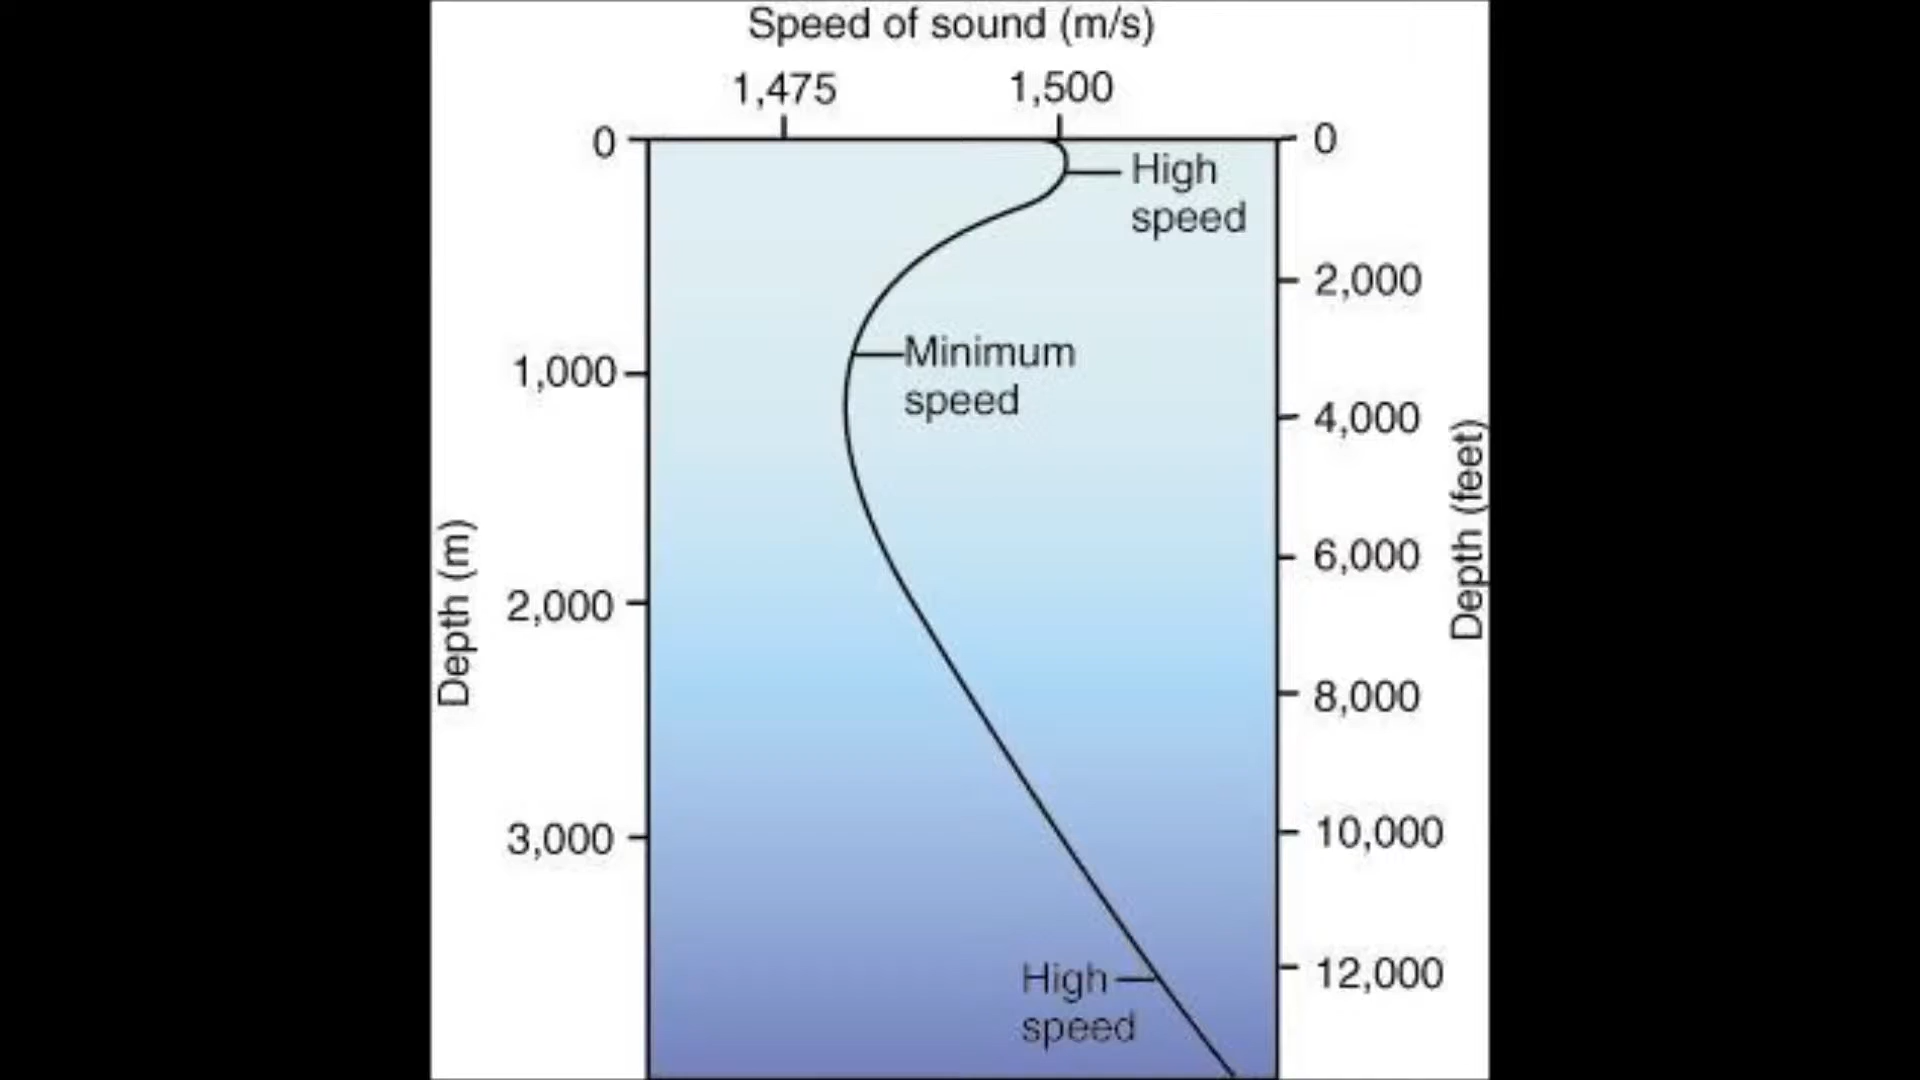 Speed of sound (m/s)
1,475 1,500
0 0
High
speed
2,000
Minimum
speed
1,000
4,000
Depth (feet)
6,000
Depth (m)
2,000
8,000
3,000
10,000
High
speed
12,000